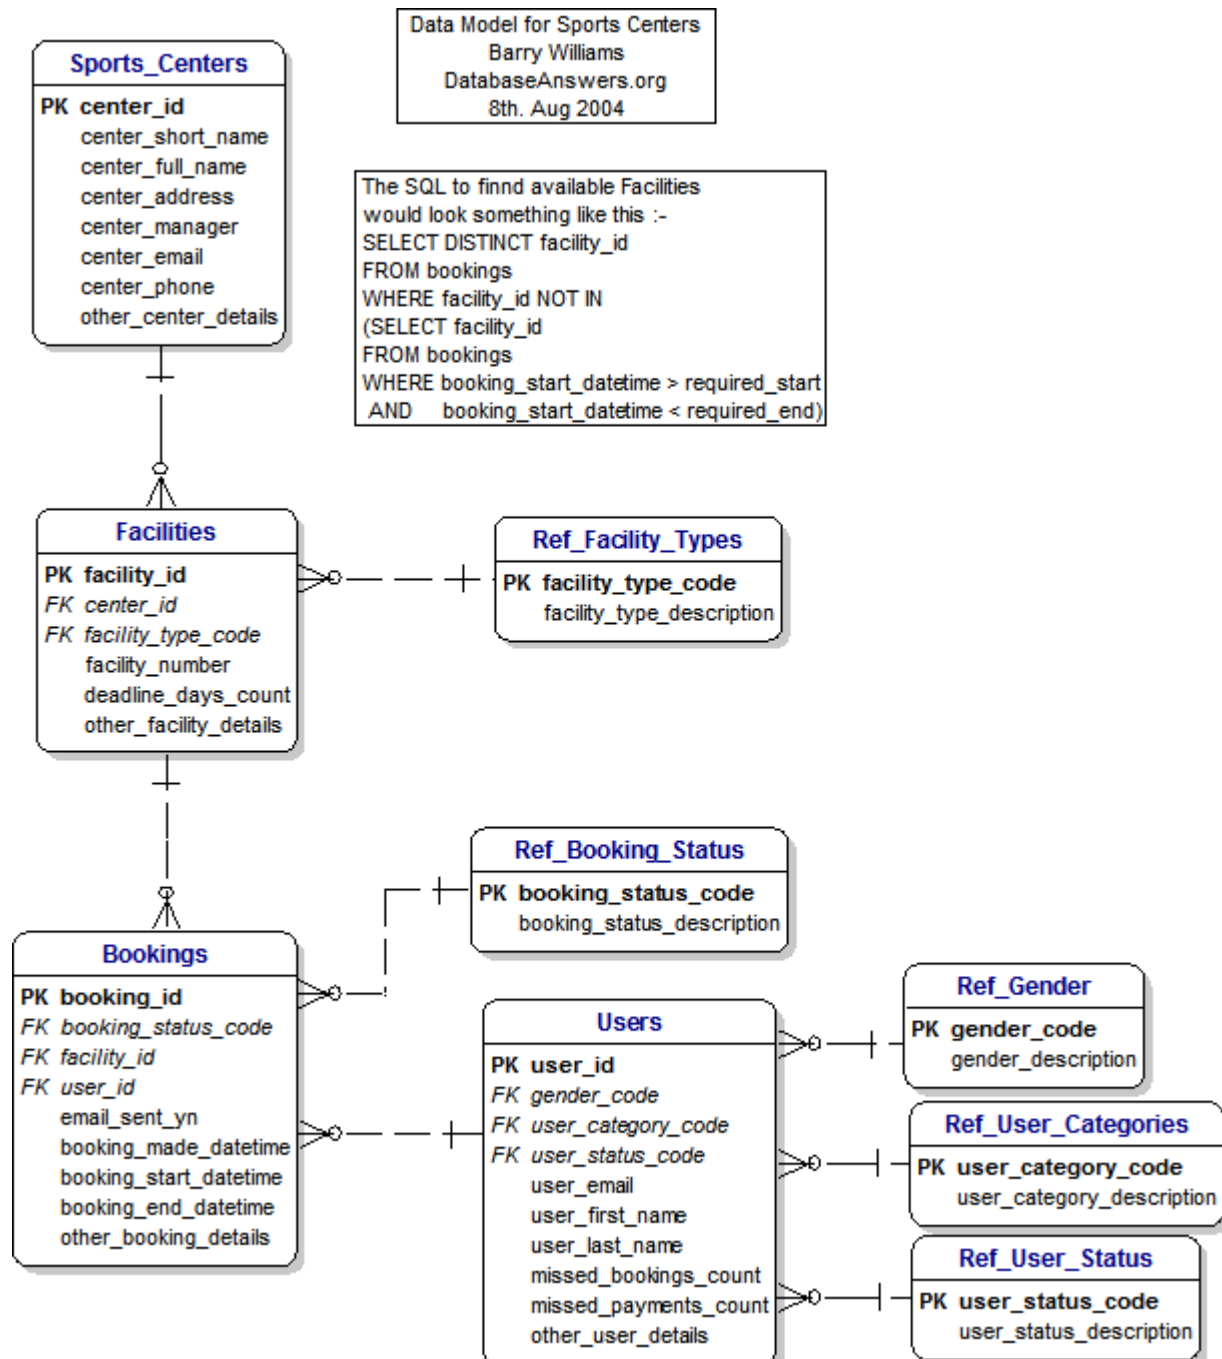 Data Model for Sports Centers
Barry Williams
DatabaseAnswers.org
8th. Aug 2004
Sports_Centers
PK center_id
center_short_name
center_full_name
center_address
center_manager
center_email
center_phone
other_center_details
The SQL to finnd available Facilities
would look something like this :-
SELECT DISTINCT facility_id
FROM bookings
WHERE facility_id NOT IN
(SELECT facility_id
FROM bookings
WHERE booking_start_datetime > required_start
AND booking_start_datetime < required_end)
Facilities
PK facility_id
FK center_id
FK facility_type_code
facility_number
deadline_days_count
other_facility_details
Ref_Facility_Types
PK facility_type_code
facility_type_description
Ref_Booking_Status
PK booking_status_code
booking_status_description
Bookings
PK booking_id
FK booking_status_code
FK facility_id
FK user_id
email_sent_yn
booking_made_datetime
booking_start_datetime
booking_end_datetime
other_booking_details
Users
PK user_id
FK gender_code
FK user_category_code
FK user_status_code
user_email
user_first_name
user_last_name
missed_bookings_count
missed_payments_count
other_user_details
Ref_Gender
PK gender_code
gender_description
Ref_User_Categories
PK user_category_code
user_category_description
Ref_User_Status
PK user_status_code
user_status_description